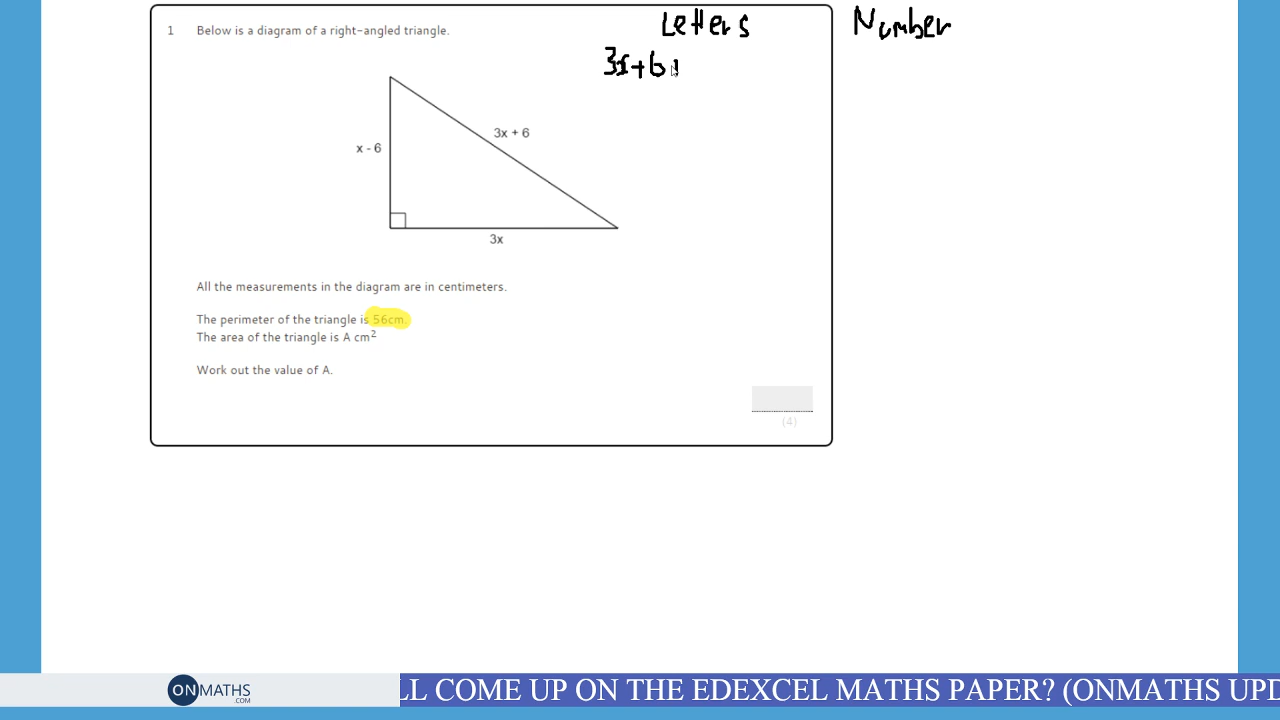 Letters Number
3x+6
1 Below is a diagram of a right-angled triangle.
3x + 6
x - 6
3x
All the measurements in the diagram are in centimeters.
The perimeter of the triangle is 56cm.
The area of the triangle is A cm²
Work out the value of A.
(4)
ONMATHS
.COM
LL COME UP ON THE EDEXCEL MATHS PAPER? (ONMATHS UPD